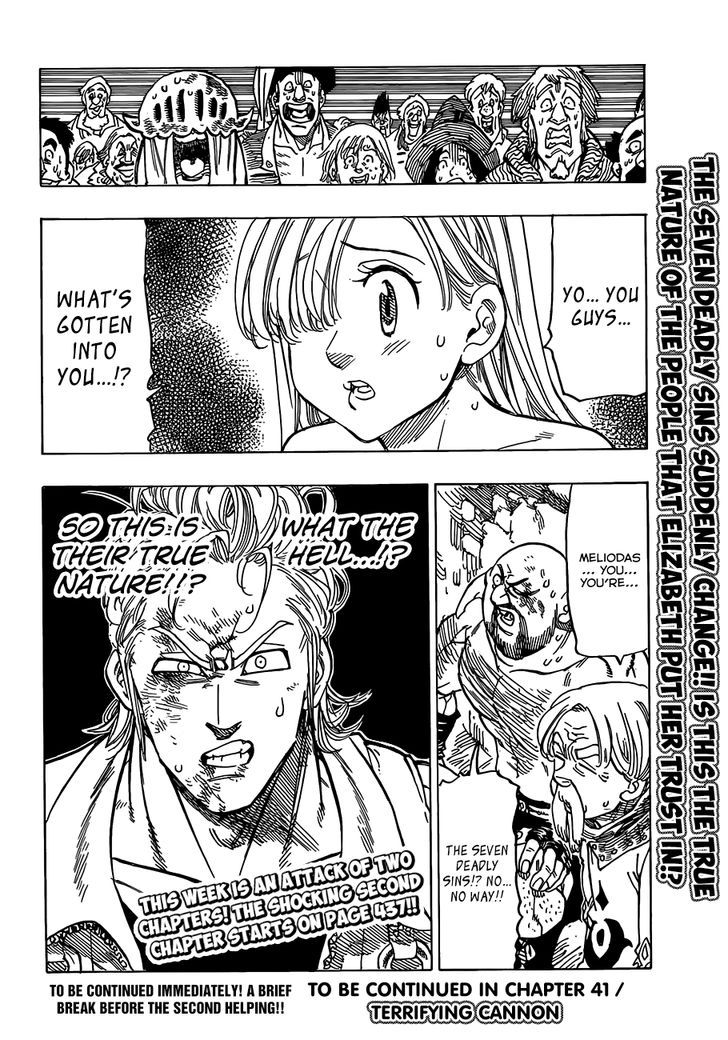 THE SEVEN DEADLY SINS SUDDENLY CHANGE!! IS THIS THE TRUE
NATURE OF THE PEOPLE THAT ELIZABETH PUT HER TRUST IN!?
YO... YOU
GUYS...
WHAT'S
GOTTEN
INTO
YOU...!?
MELIODAS
... YOU...
YOU'RE...
THE SEVEN
DEADLY
SINS!? NO...
NO WAY!!
WHAT THE
HELL...!?
SO THIS IS
THEIR TRUE
NATURE!!?
THIS WEEK IS AN ATTACK OF TWO
CHAPTERS! THE SHOCKING SECOND
CHAPTER STARTS ON PAGE 437!!
TO BE CONTINUED IMMEDIATELY! A BRIEF
BREAK BEFORE THE SECOND HELPING!!
TO BE CONTINUED IN CHAPTER 41 /
TERRIFYING CANNON